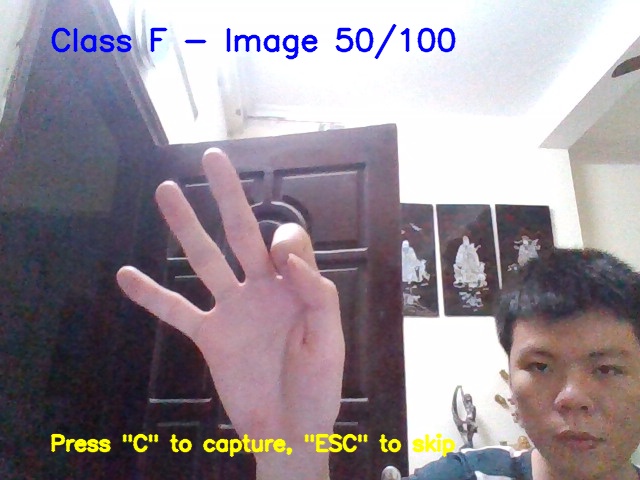 Class F - Image 50/100
Press "C" to capture, "ESC" to skip